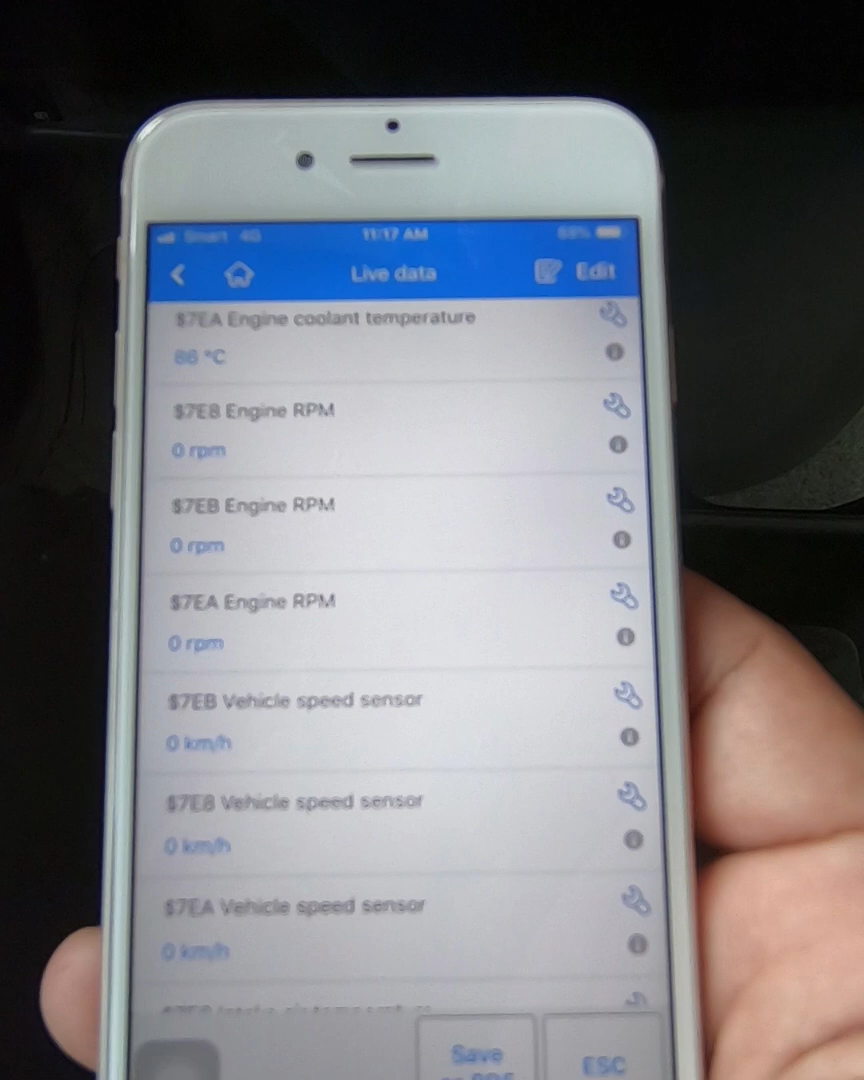 Smart 4G 11:17 AM
Live data Edit
$7EA Engine coolant temperature
°C
$7E8 Engine RPM
0 rpm
$7EB Engine RPM
0 rpm
$7EA Engine RPM
0 rpm
$7EB Vehicle speed sensor
0 km/h
$7E8 Vehicle speed sensor
0 km/h
$7EA Vehicle speed sensor
0 km/h
Save
ESC